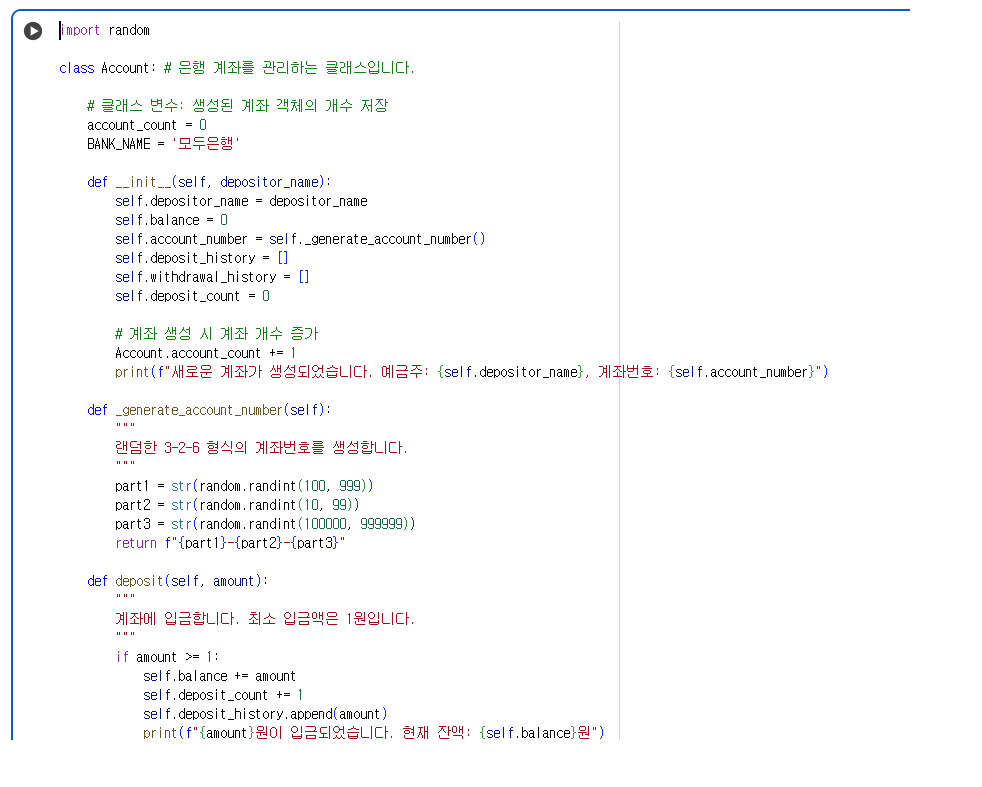 import random
class Account: # 은행 계좌를 관리하는 클래스입니다.
# 클래스 변수: 생성된 계좌 객체의 개수 저장
account_count = 0
BANK_NAME = '모두은행'
def __init__(self, depositor_name):
self.depositor_name = depositor_name
self.balance = 0
self.account_number = self._generate_account_number()
self.deposit_history = []
self.withdrawal_history = []
self.deposit_count = 0
# 계좌 생성 시 계좌 개수 증가
Account.account_count += 1
print(f"새로운 계좌가 생성되었습니다. 예금주: {self.depositor_name}, 계좌번호: {self.account_number}")
def _generate_account_number(self):
"""
랜덤한 3-2-6 형식의 계좌번호를 생성합니다.
"""
part1 = str(random.randint(100, 999))
part2 = str(random.randint(10, 99))
part3 = str(random.randint(100000, 999999))
return f"{part1}-{part2}-{part3}"
def deposit(self, amount):
"""
계좌에 입금합니다. 최소 입금액은 1원입니다.
"""
if amount >= 1:
self.balance += amount
self.deposit_count += 1
self.deposit_history.append(amount)
print(f"{amount}원이 입금되었습니다. 현재 잔액: {self.balance}원")